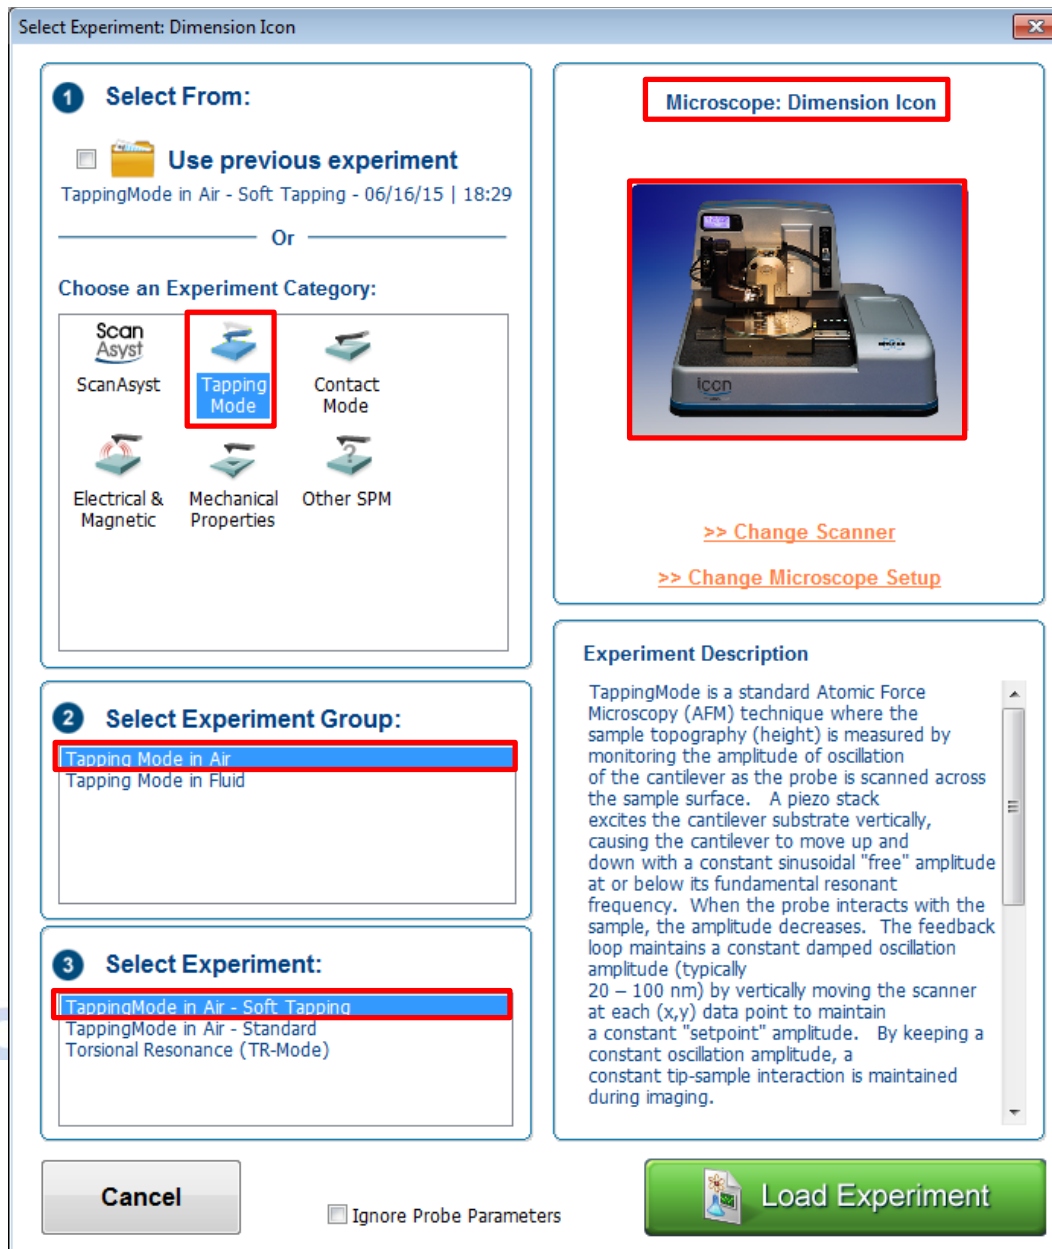 Select Experiment: Dimension Icon
1 Select From:
Use previous experiment
TappingMode in Air - Soft Tapping - 06/16/15 | 18:29
Or
Choose an Experiment Category:
Scan
Asyst
ScanAsyst
Tapping
Mode
Contact
Mode
Electrical &
Magnetic
Mechanical
Properties
?
Other SPM
2 Select Experiment Group:
Tapping Mode in Air
Tapping Mode in Fluid
3 Select Experiment:
TappingMode in Air - Soft Tapping
TappingMode in Air - Standard
Torsional Resonance (TR-Mode)
Cancel
Ignore Probe Parameters
Microscope: Dimension Icon
Icon
>> Change Scanner
>> Change Microscope Setup
Experiment Description
TappingMode is a standard Atomic Force
Microscopy (AFM) technique where the
sample topography (height) is measured by
monitoring the amplitude of oscillation
of the cantilever as the probe is scanned across
the sample surface. A piezo stack
excites the cantilever substrate vertically,
causing the cantilever to move up and
down with a constant sinusoidal "free" amplitude
at or below its fundamental resonant
frequency. When the probe interacts with the
sample, the amplitude decreases. The feedback
loop maintains a constant damped oscillation
amplitude (typically
20 – 100 nm) by vertically moving the scanner
at each (x,y) data point to maintain
a constant "setpoint" amplitude. By keeping a
constant oscillation amplitude, a
constant tip-sample interaction is maintained
during imaging.
Load Experiment